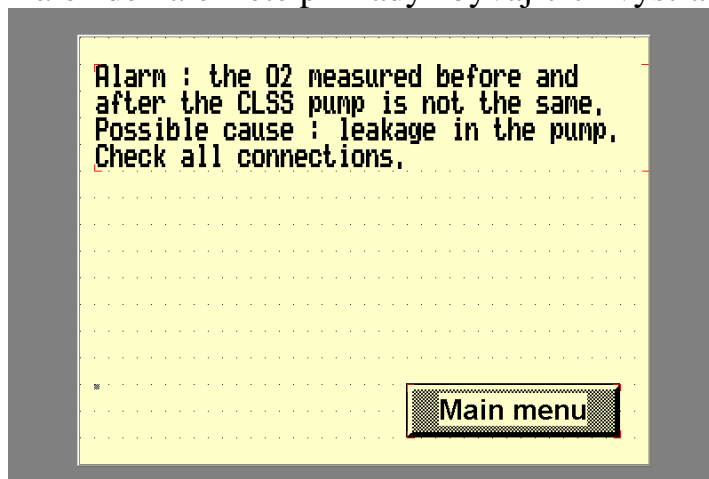 Alarm : the O2 measured before and
after the CLSS pump is not the same.
Possible cause : leakage in the pump.
Check all connections.
Main menu